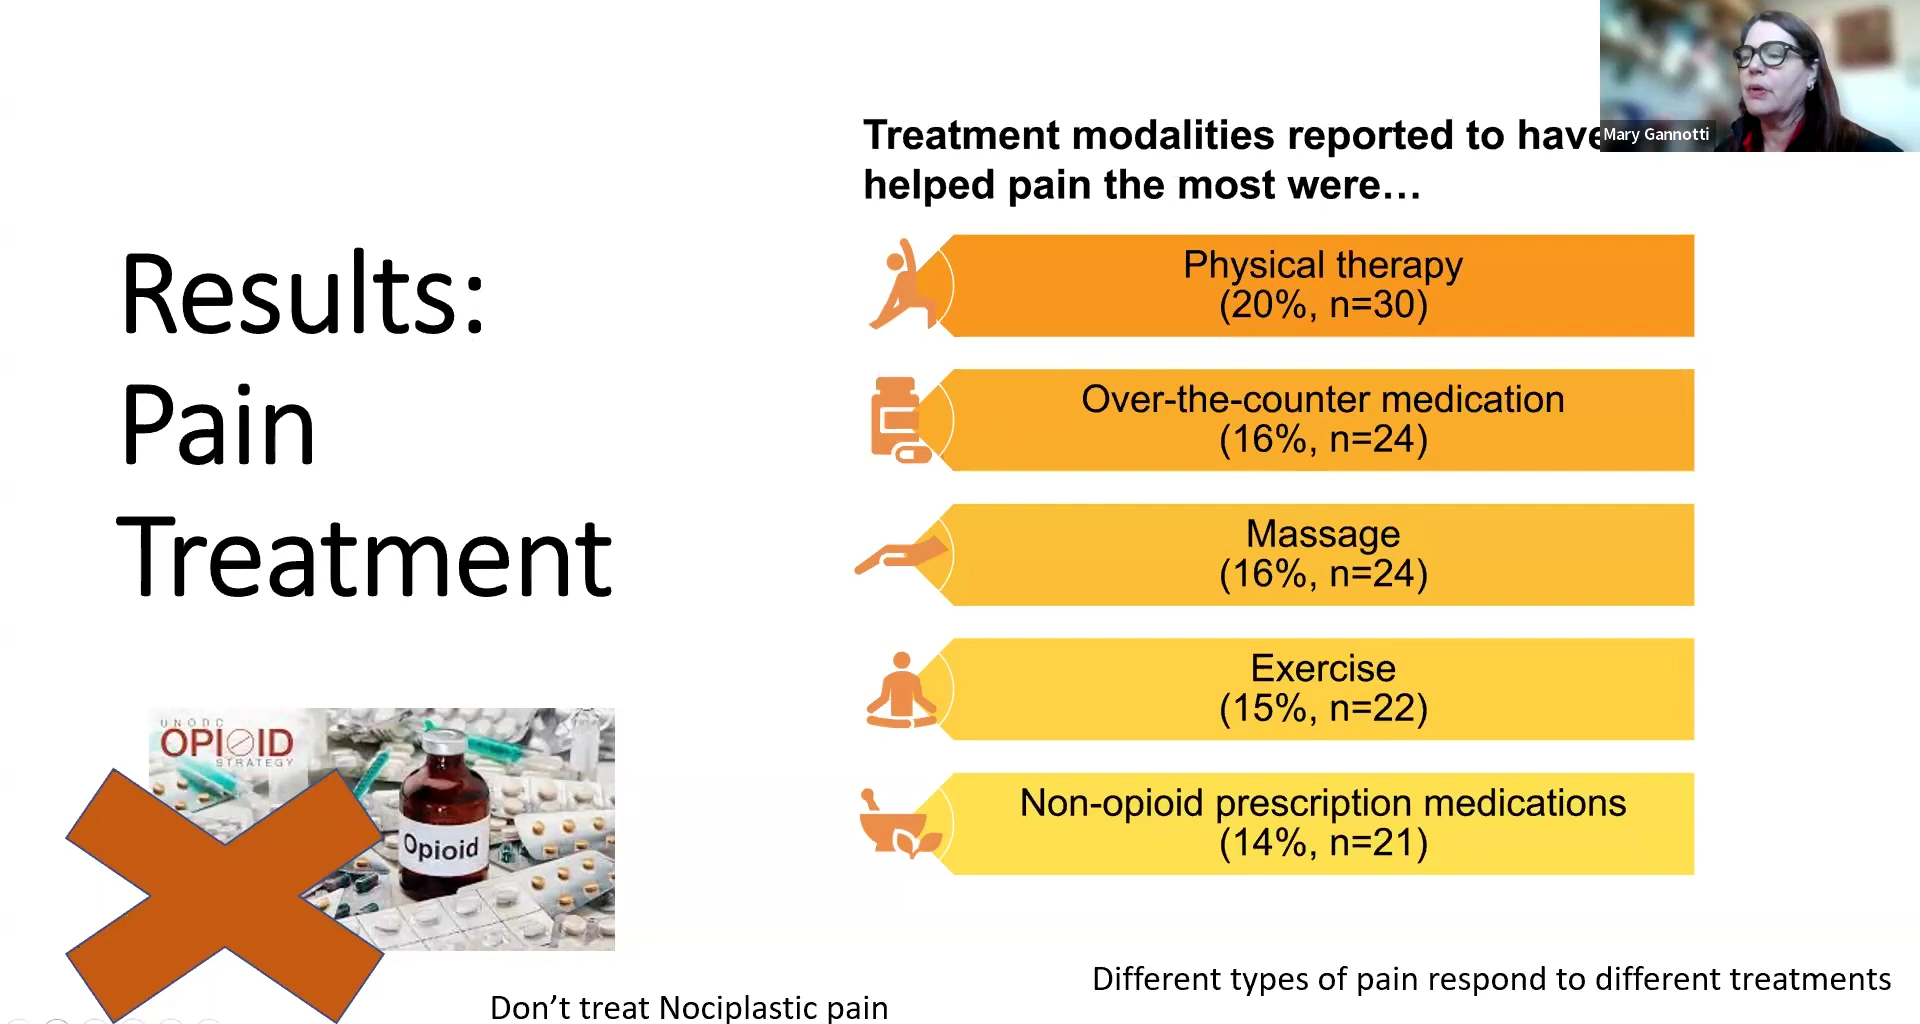 Mary Gannotti
Treatment modalities reported to have
helped pain the most were…
Results:
Pain
Treatment
Physical therapy
(20%, n=30)
Over-the-counter medication
(16%, n=24)
Massage
(16%, n=24)
Exercise
(15%, n=22)
Non-opioid prescription medications
(14%, n=21)
UNODC
OPIOID
STRATEGY
Opioid
Don’t treat Nociplastic pain
Different types of pain respond to different treatments